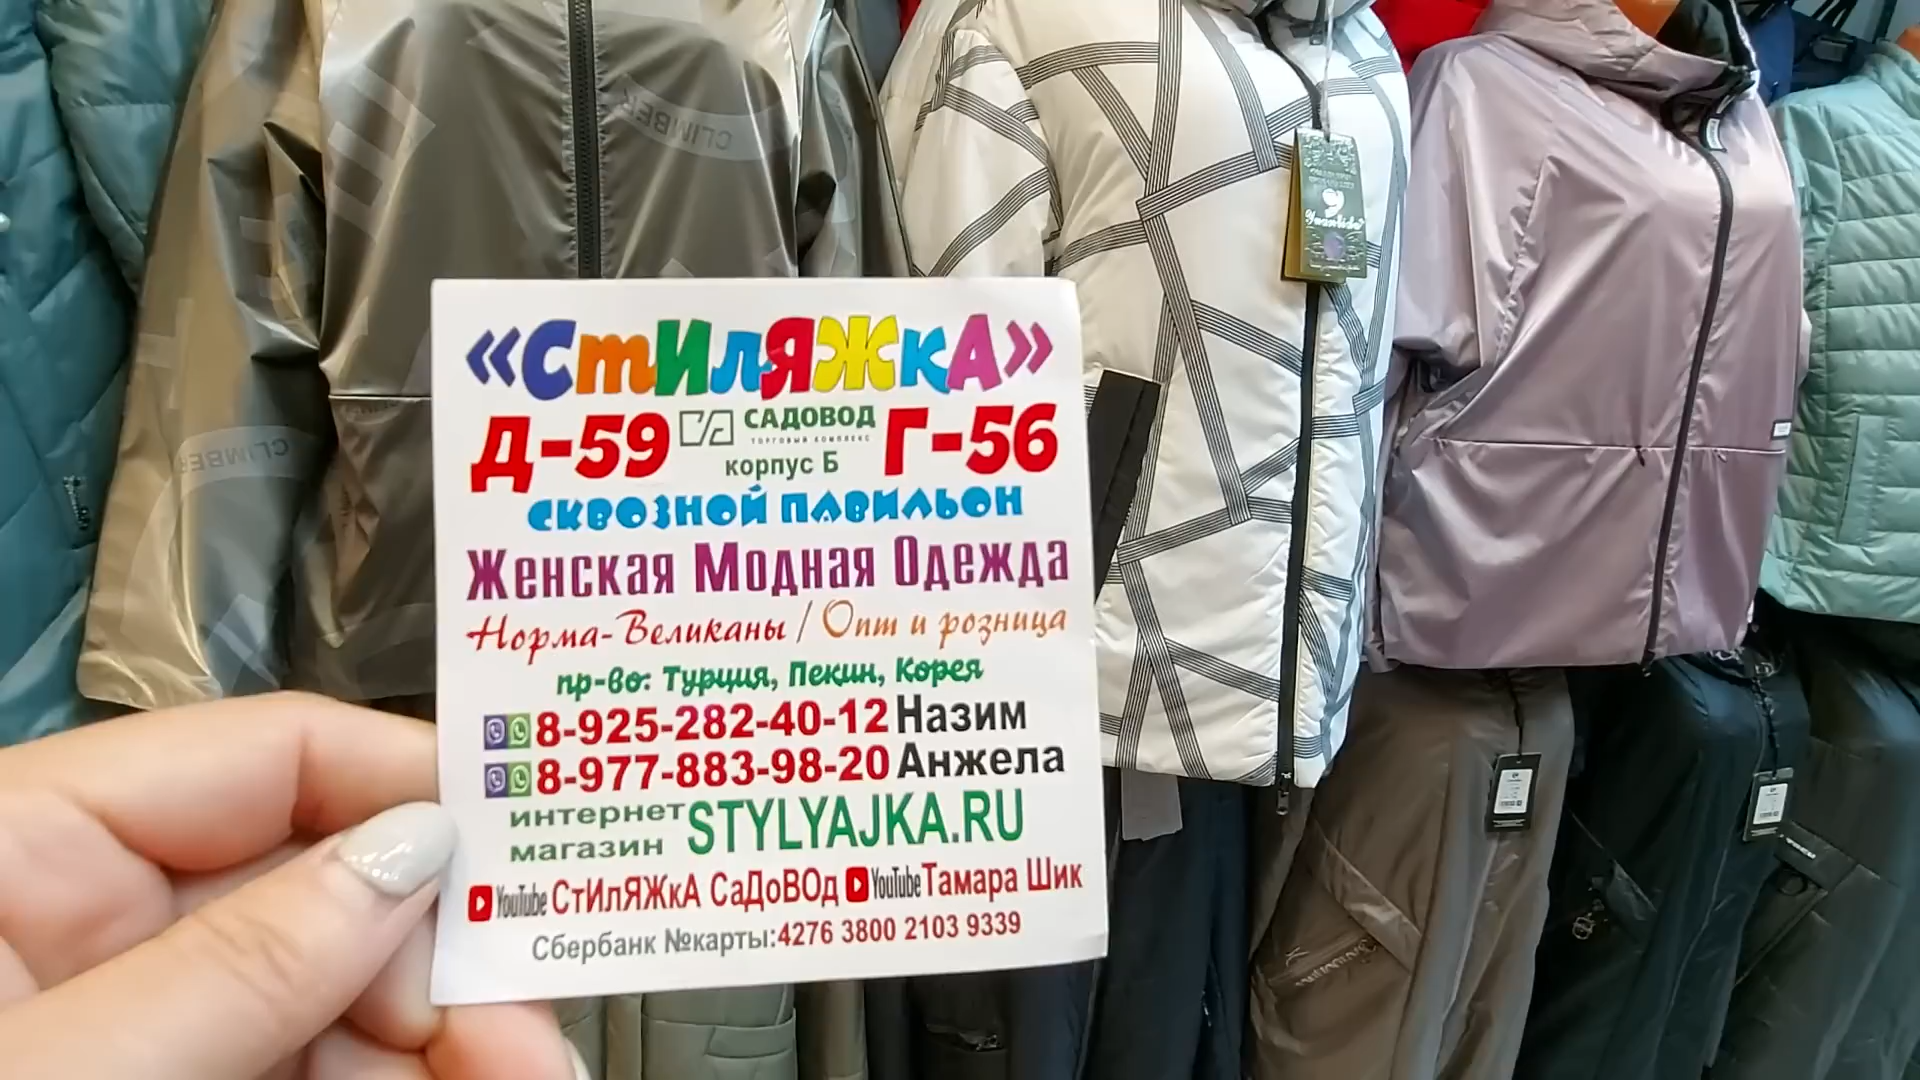 CLIMBER
CLIMBER
«СтИлЯЖкА»
Д-59 САДОВОД Г-56
ТОРГОВЫЙ КОМПЛЕКС
корпус Б
СКВОЗНОЙ ПАВИЛЬОН
Женская Модная Одежда
Норма-Великаны / Опт и розница
пр-во: Турция, Пекин, Корея
8-925-282-40-12 Назим
8-977-883-98-20 Анжела
интернет магазин STYLYAJKA.RU
YouTube СтИлЯЖкА СаДоВОд YouTube Тамара Шик
Сбербанк №карты:4276 3800 2103 9339